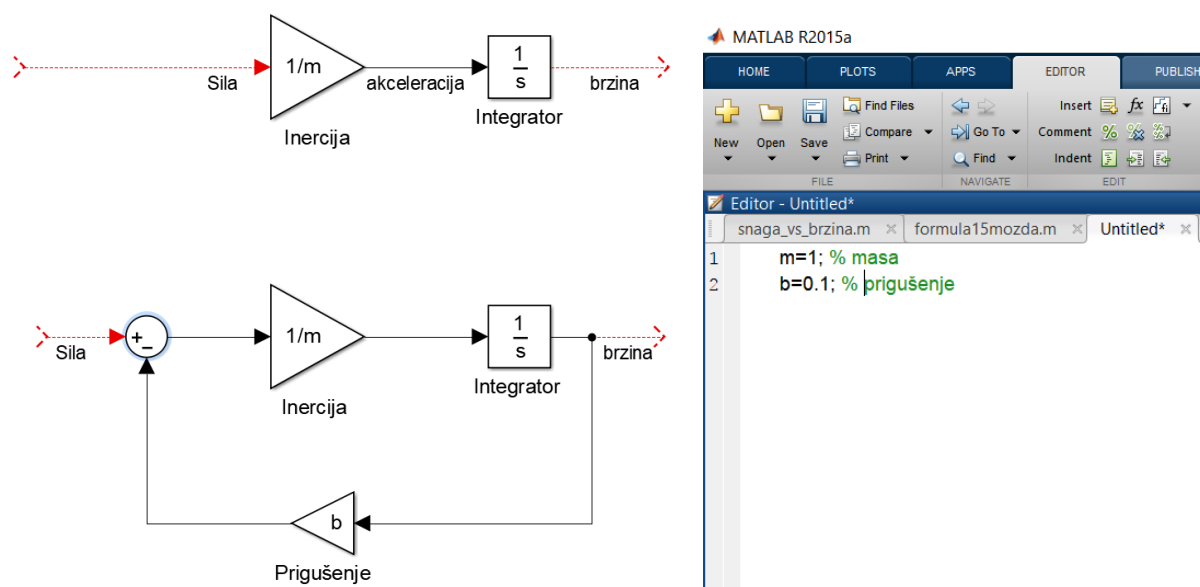 Sila
1/m
akceleracija
1
s
brzina
Inercija
Integrator
Sila
+
−
1/m
1
s
brzina
Inercija
Integrator
b
Prigušenje
MATLAB R2015a
HOME PLOTS APPS EDITOR PUBLISH
New Open Save
Find Files
Compare
Print
Go To
Find
Insert fx fi
Comment %
Indent
FILE NAVIGATE EDIT
Editor - Untitled*
snaga_vs_brzina.m × formula15mozda.m × Untitled* ×
1 m=1; % masa
2 b=0.1; % prigušenje